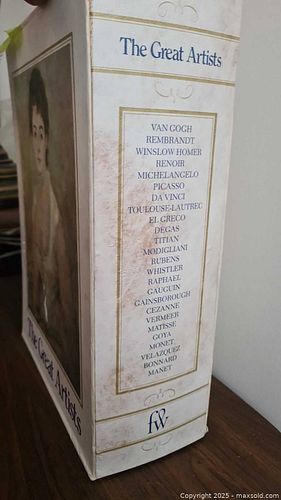 The Great Artists
VAN GOGH
REMBRANDT
WINSLOW HOMER
RENOIR
MICHELANGELO
PICASSO
DA VINCI
TOULOUSE-LAUTREC
EL GRECO
DEGAS
TITIAN
MODIGLIANI
RUBENS
WHISTLER
RAPHAEL
GAUGUIN
GAINSBOROUGH
CEZANNE
VERMEER
MATISSE
GOYA
MONET
VELAZQUEZ
BONNARD
MANET
fw
The Great Artists
Copyright © 2025 - maxsold.com